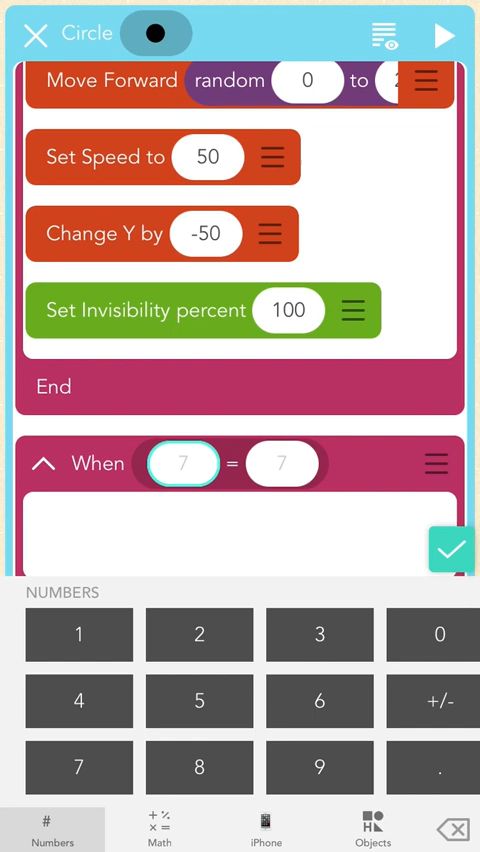 Circle
Move Forward random 0 to
Set Speed to 50
Change Y by -50
Set Invisibility percent 100
End
When 7 = 7
NUMBERS
1 2 3 0
4 5 6 +/-
7 8 9 .
# Numbers
Math
iPhone
Objects